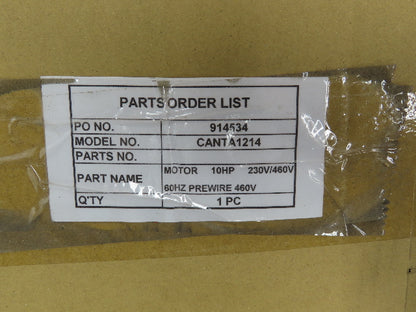 PARTS ORDER LIST
PO NO. 914534
MODEL NO. CANTA1214
PARTS NO.
PART NAME MOTOR 10HP 230V/460V
60HZ PREWIRE 460V
Q'TY 1 PC